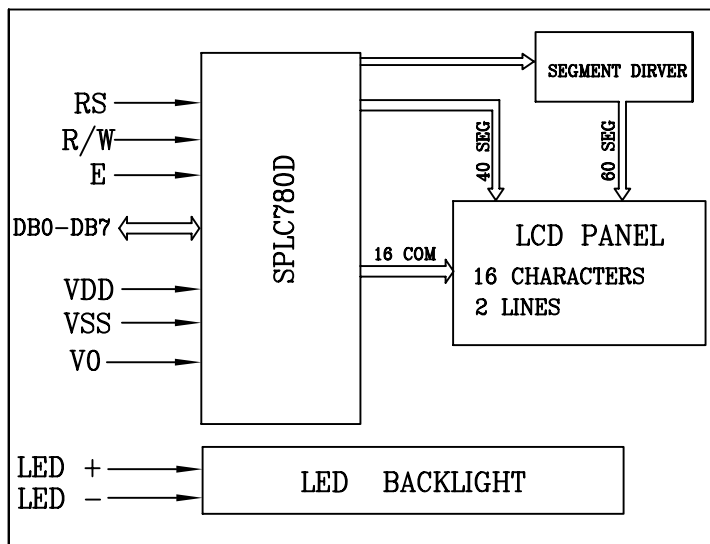 SEGMENT DIRVER
RS
R/W
E
DB0-DB7
VDD
VSS
V0
SPLC780D
40 SEG
60 SEG
16 COM
LCD PANEL
16 CHARACTERS
2 LINES
LED +
LED -
LED BACKLIGHT